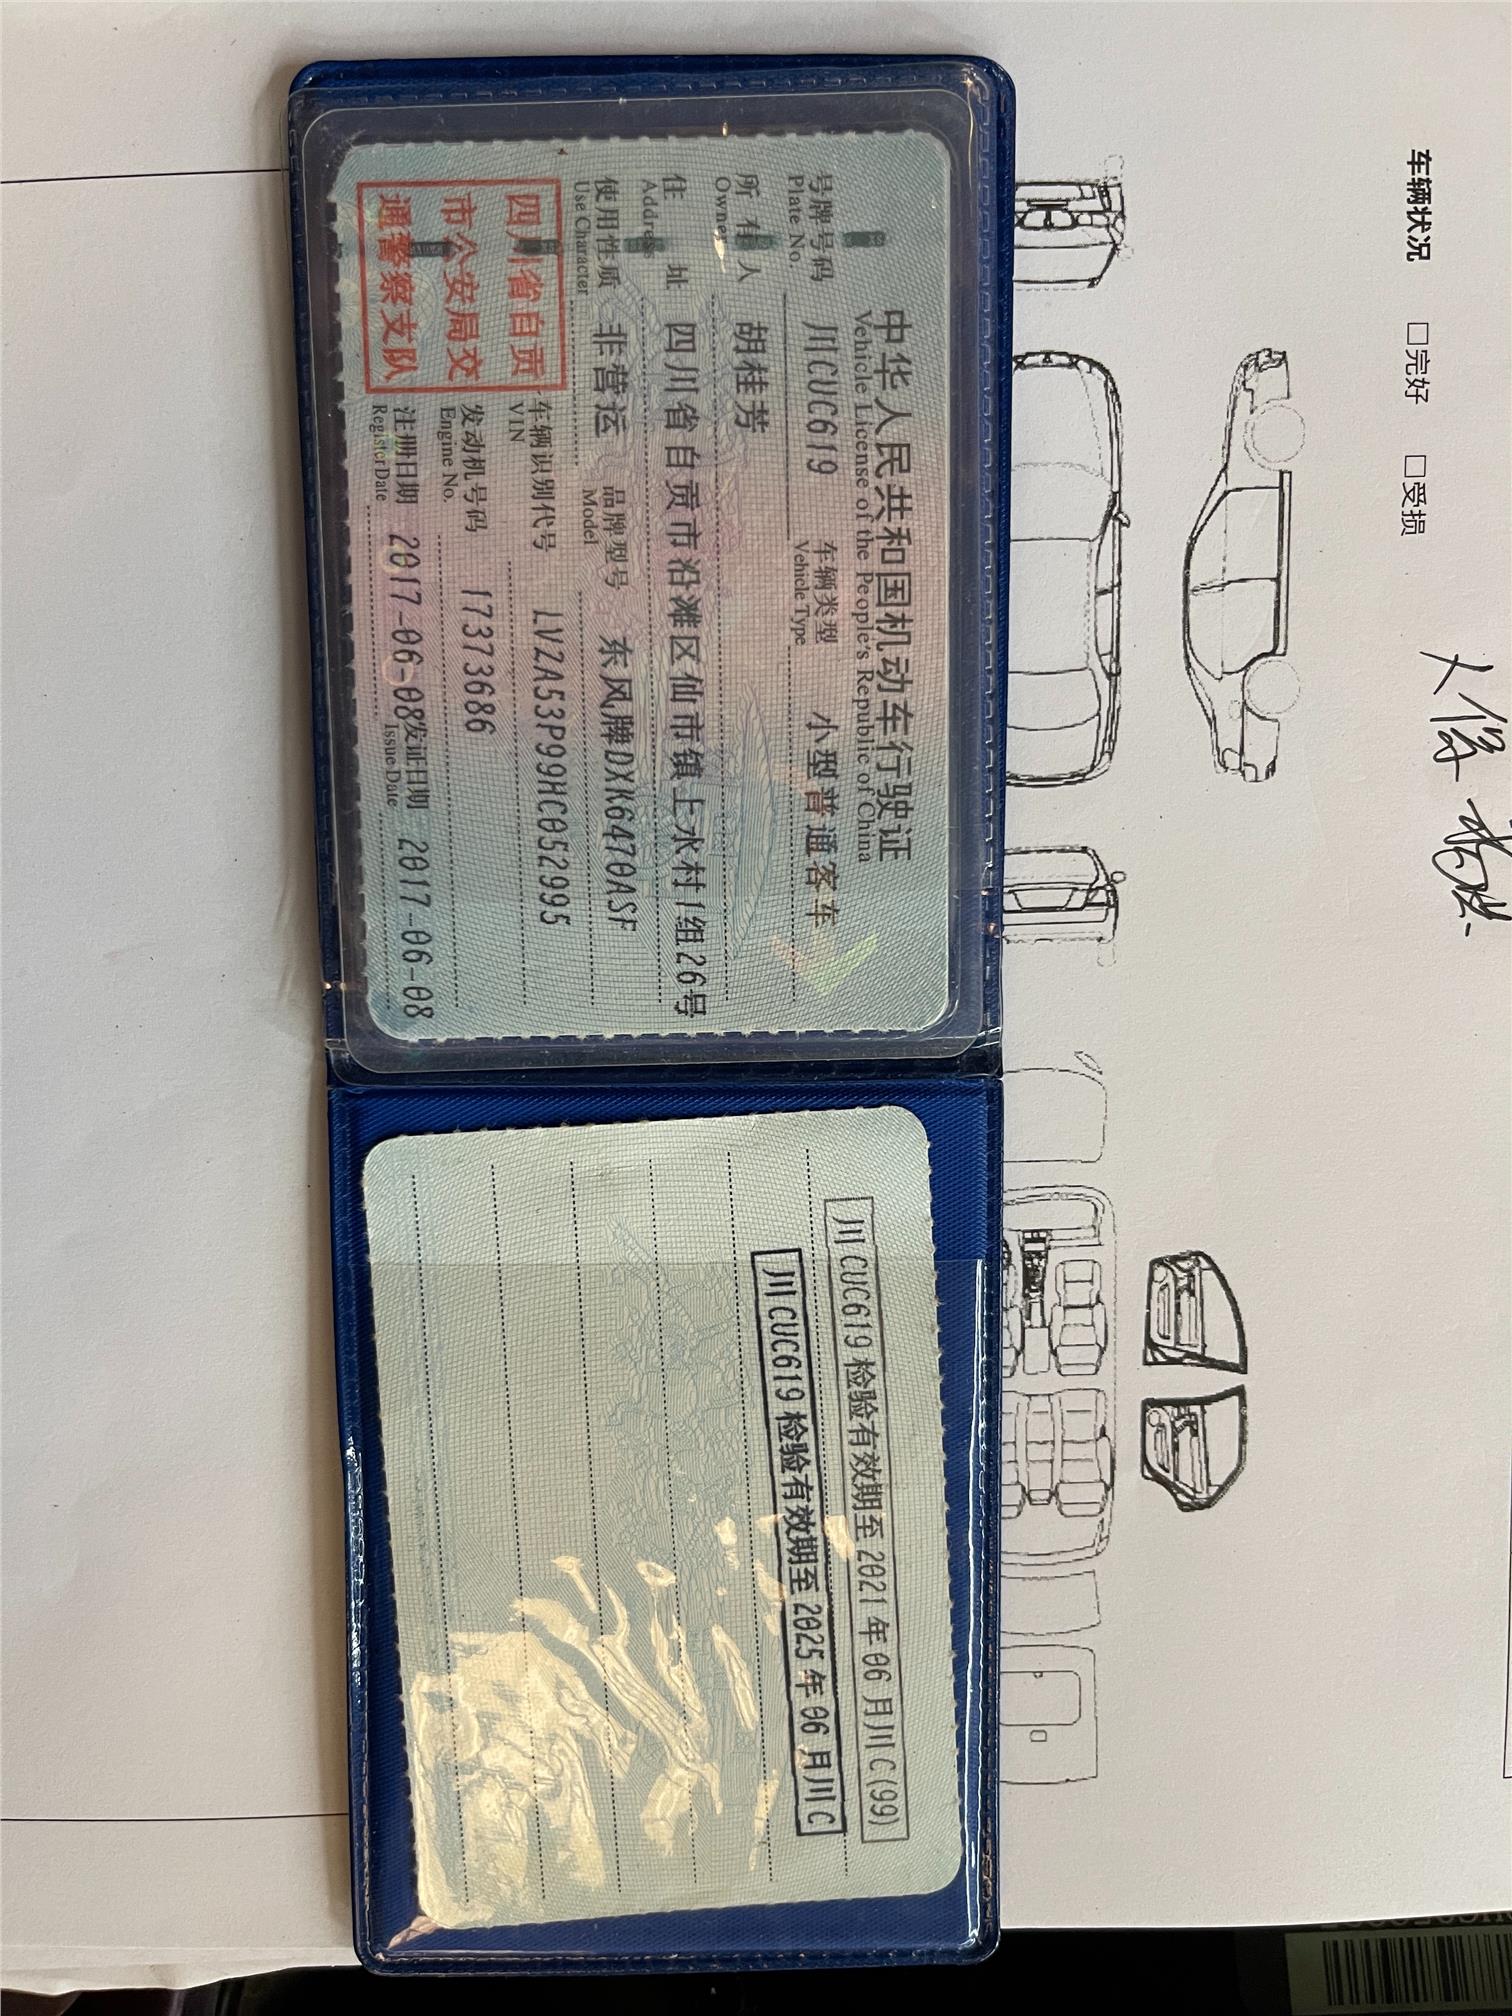 中华人民共和国机动车行驶证
Vehicle License of the People's Republic of China
号牌号码 川CUC619 车辆类型 小型普通客车
Plate No. Vehicle Type
所有人 胡桂芳
Owner
住址 四川省自贡市沿滩区仙市镇上水村1组26号
Address
使用性质 非营运 品牌型号 东风牌DXK6470ASF
Use Character Model
四川省自贡
市公安局交
通警察支队
车辆识别代号 LVZA53P99HC052995
VIN
发动机号码 17373686
Engine No.
注册日期 2017-06-08 发证日期 2017-06-08
Register Date Issue Date
川CUC619检验有效期至2021年06月川C(99)
川CUC619检验有效期至2025年06月川C
车辆状况 □完好 □受损